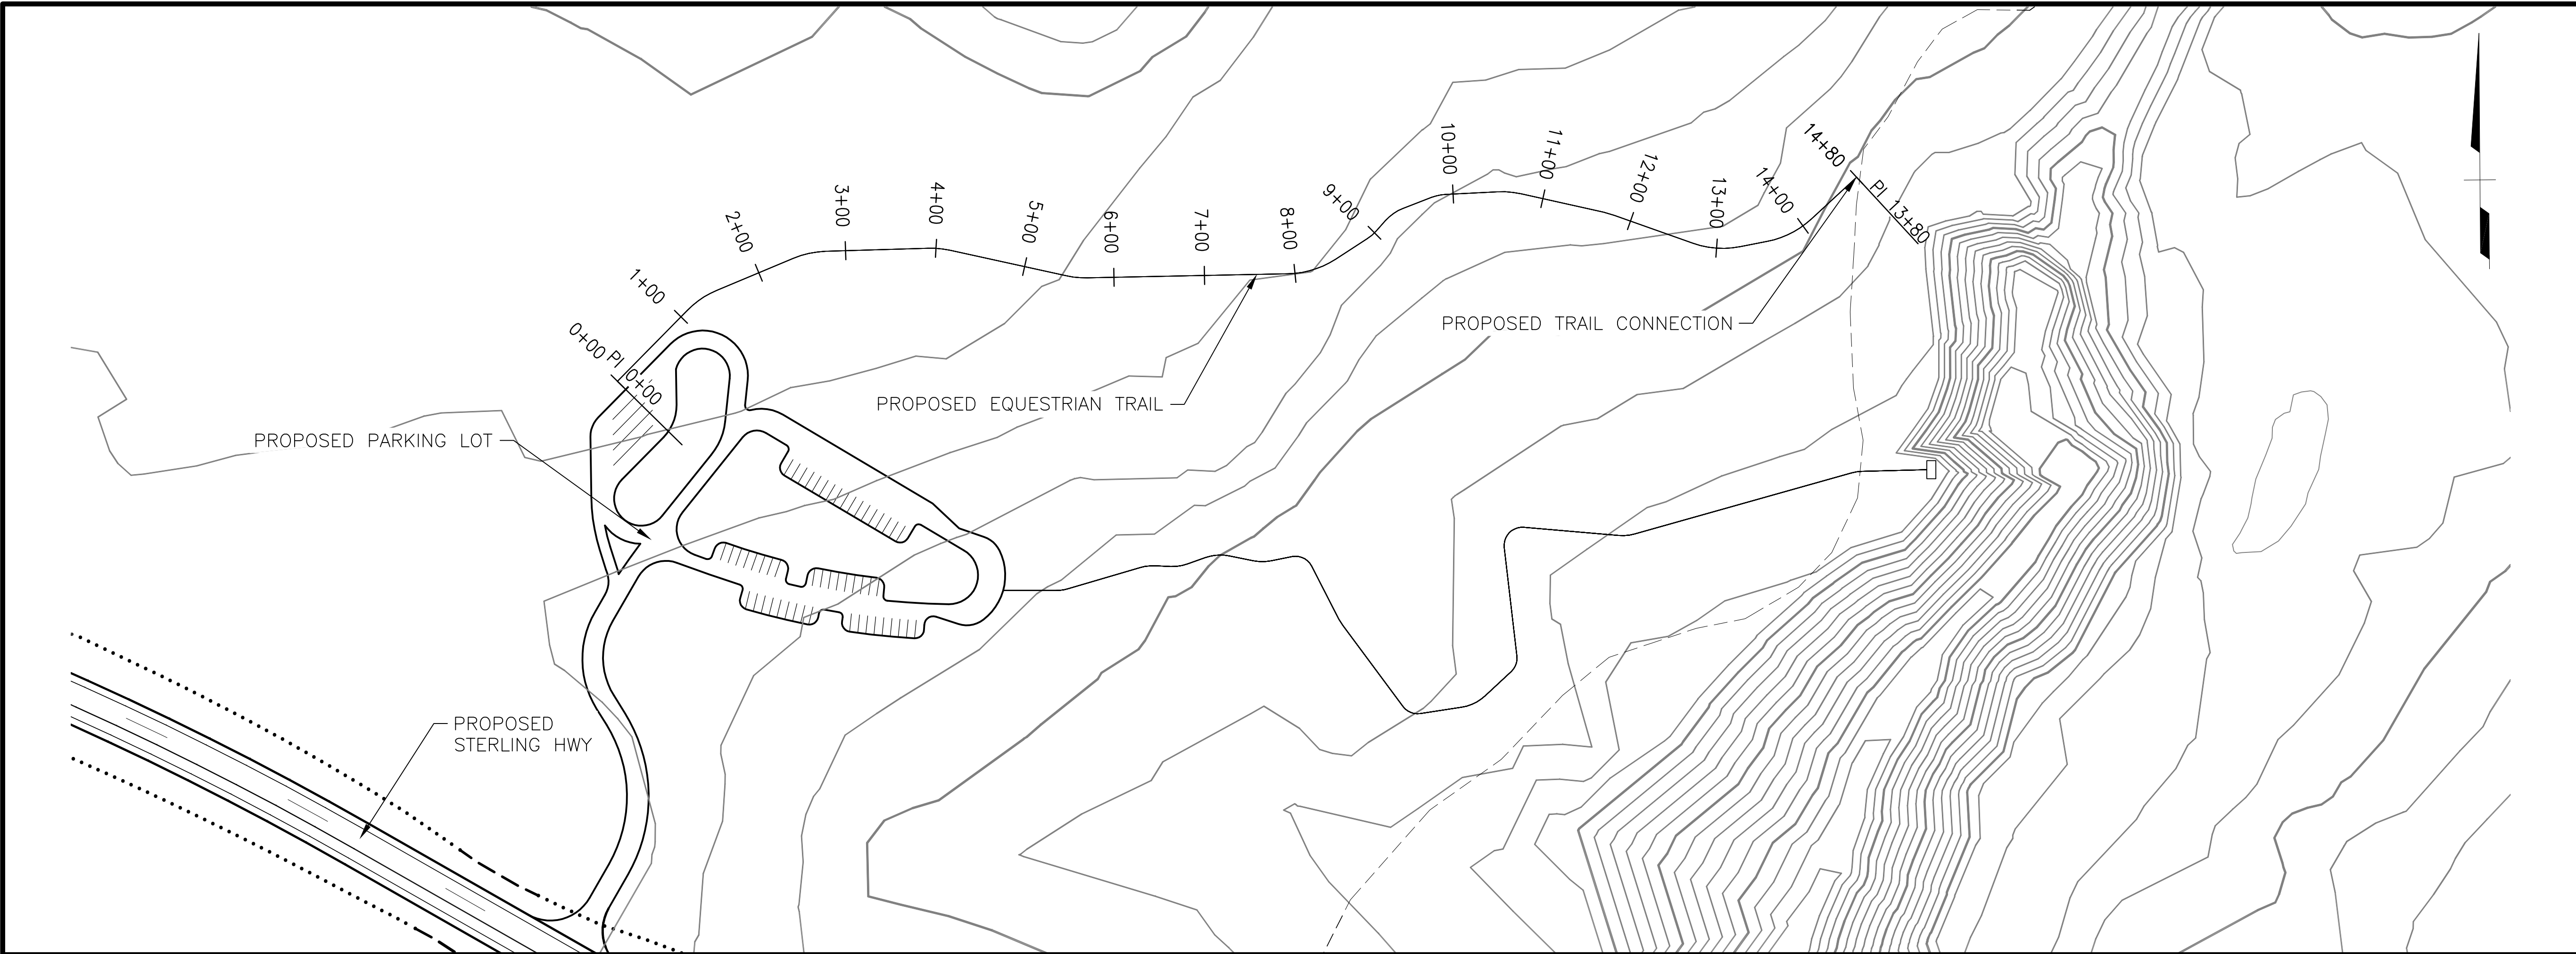 0+00
PI 0+00
1+00
2+00
3+00
4+00
5+00
6+00
7+00
8+00
9+00
10+00
11+00
12+00
13+00
14+00
14+80
PI 13+80
PROPOSED TRAIL CONNECTION
PROPOSED EQUESTRIAN TRAIL
PROPOSED PARKING LOT
PROPOSED
STERLING HWY